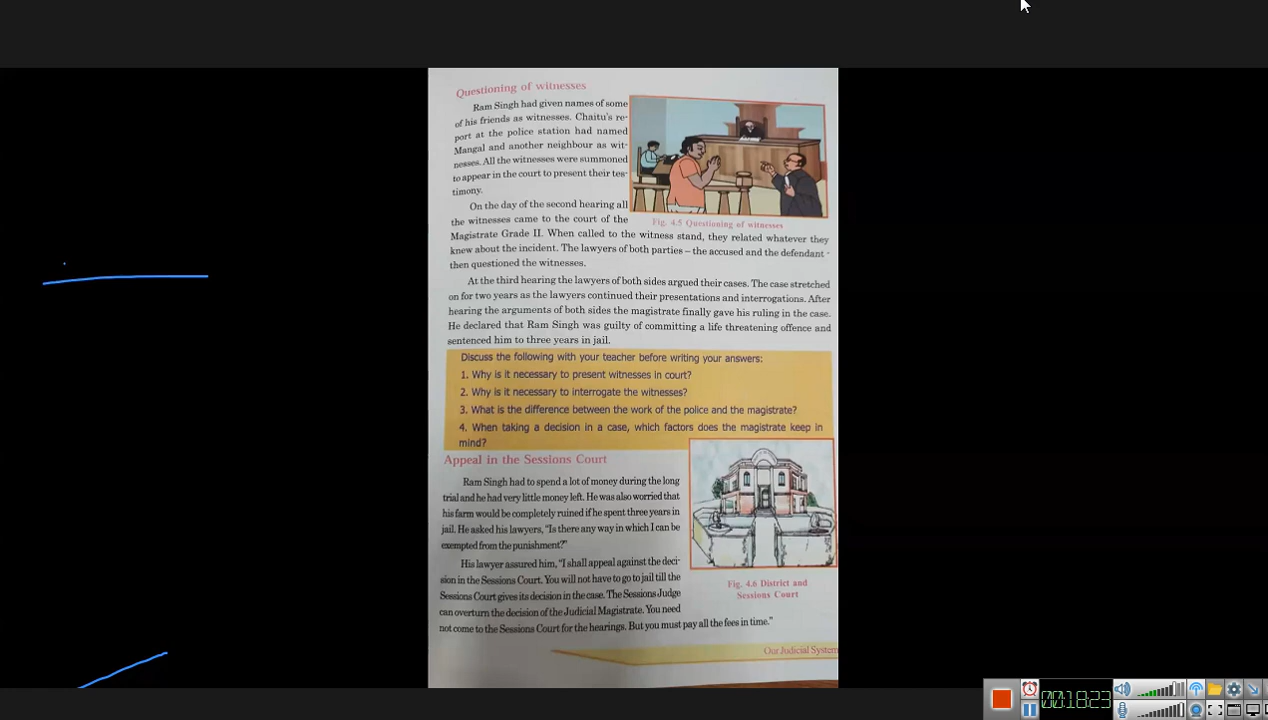 Questioning of witnesses
Ram Singh had given names of some
of his friends as witnesses. Chaitu's re-
port at the police station had named
Mangal and another neighbour as wit-
nesses. All the witnesses were summoned
to appear in the court to present their tes-
timony.
On the day of the second hearing all
the witnesses came to the court of the
Fig. 4.5 Questioning of witnesses
Magistrate Grade II. When called to the witness stand, they related whatever they
knew about the incident. The lawyers of both parties – the accused and the defendant -
then questioned the witnesses.
At the third hearing the lawyers of both sides argued their cases. The case stretched
on for two years as the lawyers continued their presentations and interrogations. After
hearing the arguments of both sides the magistrate finally gave his ruling in the case.
He declared that Ram Singh was guilty of committing a life threatening offence and
sentenced him to three years in jail.
Discuss the following with your teacher before writing your answers:
1. Why is it necessary to present witnesses in court?
2. Why is it necessary to interrogate the witnesses?
3. What is the difference between the work of the police and the magistrate?
4. When taking a decision in a case, which factors does the magistrate keep in
mind?
Appeal in the Sessions Court
Ram Singh had to spend a lot of money during the long
trial and he had very little money left. He was also worried that
his farm would be completely ruined if he spent three years in
jail. He asked his lawyers, "Is there any way in which I can be
exempted from the punishment?"
His lawyer assured him, "I shall appeal against the deci-
sion in the Sessions Court. You will not have to go to jail till the
Sessions Court gives its decision in the case. The Sessions Judge
can overturn the decision of the Judicial Magistrate. You need
not come to the Sessions Court for the hearings. But you must pay all the fees in time."
Fig. 4.6 District and
Sessions Court
Our Judicial System
00:18:23